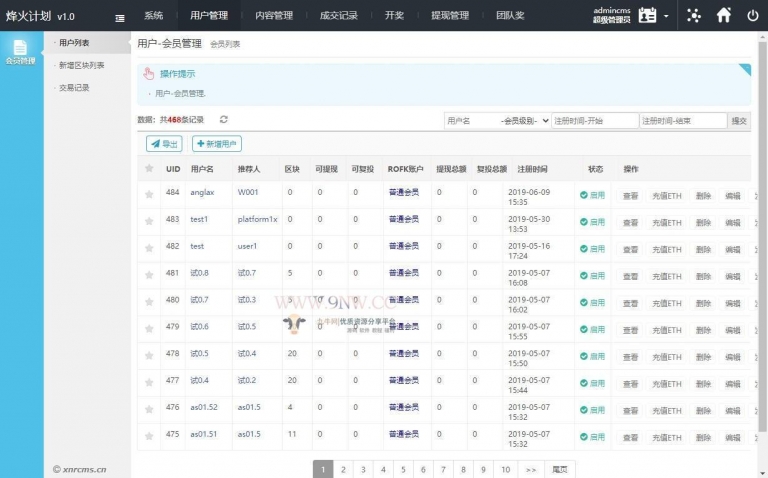 烽火计划 v1.0
系统 用户管理 内容管理 成交记录 开奖 提现管理 团队奖
admincms
超级管理员
会员管理
用户列表
新增区块列表
交易记录
© xnrcms.cn
用户-会员管理 会员列表
操作提示
用户-会员管理.
数据：共468条记录
用户名 -会员级别- 注册时间-开始 注册时间-结束 提交
导出 新增用户
UID 用户名 推荐人 区块 可提现 可复投 ROFK账户 提现总额 复投总额 注册时间 状态 操作
484 anglax W001 0 0 0 普通会员 0 0 2019-06-09 15:35 启用 查看 充值ETH 删除 编辑
483 test1 platform1x 0 0 0 普通会员 0 0 2019-05-30 13:53 启用 查看 充值ETH 删除 编辑
482 test user1 0 0 0 普通会员 0 0 2019-05-16 17:24 启用 查看 充值ETH 删除 编辑
481 试0.8 试0.7 5 0 0 普通会员 0 0 2019-05-07 16:08 启用 查看 充值ETH 删除 编辑
480 试0.7 试0.3 5 0 0 普通会员 0 0 2019-05-07 16:02 启用 查看 充值ETH 删除 编辑
479 试0.6 试0.5 0 0 普通会员 0 0 2019-05-07 15:55 启用 查看 充值ETH 删除 编辑
478 试0.5 试0.4 20 0 0 普通会员 0 0 2019-05-07 15:50 启用 查看 充值ETH 删除 编辑
477 试0.4 试0.2 20 0 0 普通会员 0 0 2019-05-07 15:44 启用 查看 充值ETH 删除 编辑
476 as01.52 as01.5 4 0 0 普通会员 0 0 2019-05-07 15:32 启用 查看 充值ETH 删除 编辑
475 as01.51 as01.5 11 0 0 普通会员 0 0 2019-05-07 15:32 启用 查看 充值ETH 删除 编辑
WWW.9NW.CC
九牛网|优质资源分享平台
1 2 3 4 5 6 7 8 9 10 >> 尾页